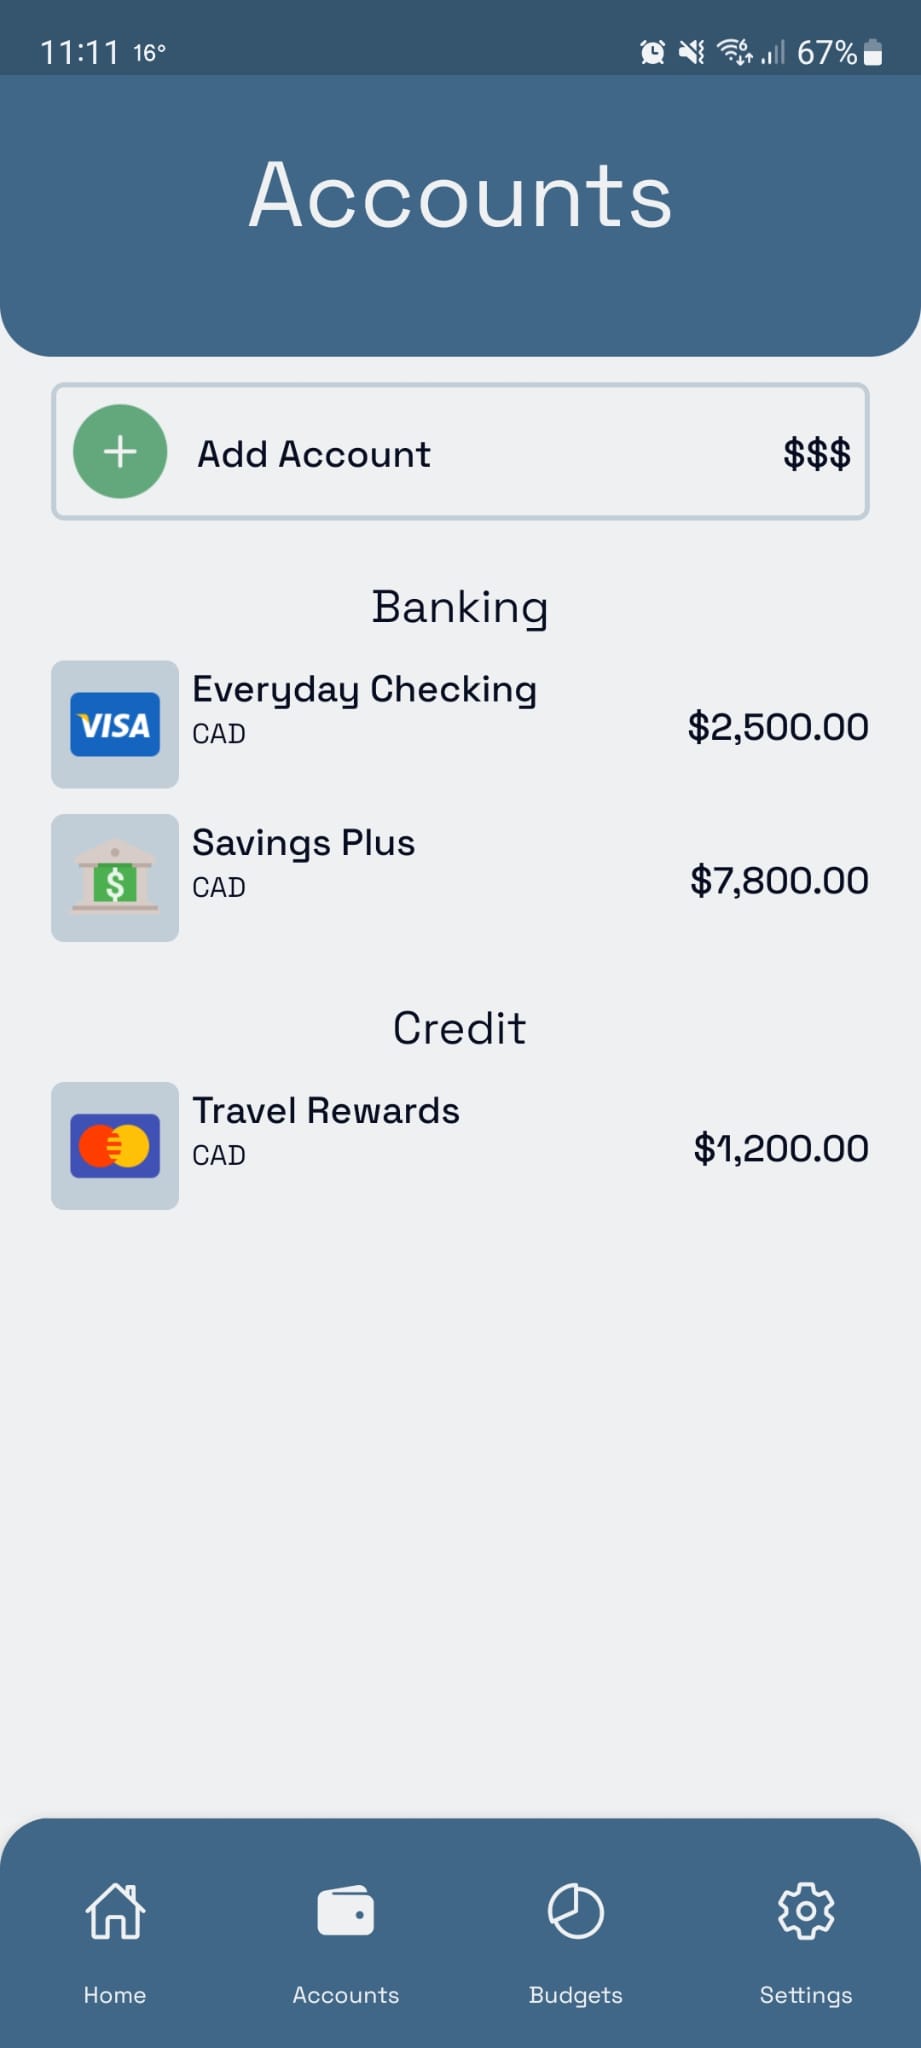 11:11 16° 67%
Accounts
Add Account $$$
Banking
VISA Everyday Checking
CAD
$2,500.00
$ Savings Plus
CAD
$7,800.00
Credit
Travel Rewards
CAD
$1,200.00
Home Accounts Budgets Settings